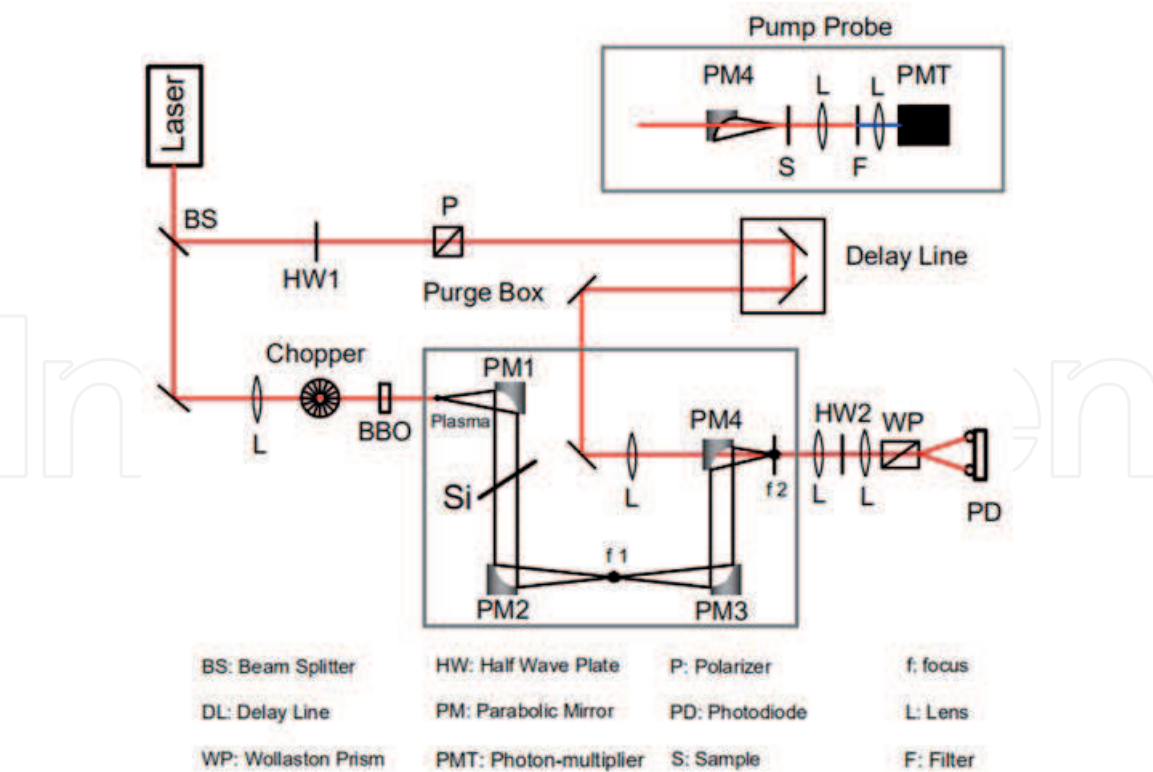 Pump Probe
PM4
L
L
PMT
S
F
Laser
BS
HW1
P
Delay Line
Purge Box
Chopper
L
BBO
Plasma
PM1
Si
PM2
f 1
PM3
L
PM4
f 2
L
HW2
L
WP
PD
BS: Beam Splitter
HW: Half Wave Plate
P: Polarizer
f: focus
DL: Delay Line
PM: Parabolic Mirror
PD: Photodiode
L: Lens
WP: Wollaston Prism
PMT: Photon-multiplier
S: Sample
F: Filter